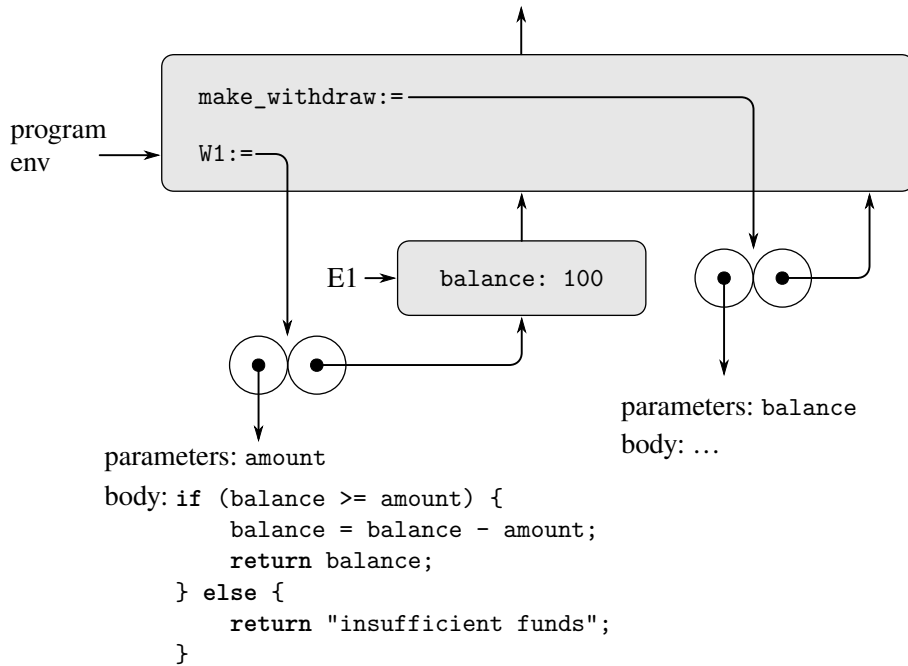 make_withdraw:=
program
env
W1:=
E1
balance: 100
parameters: balance
body: …
parameters: amount
body: if (balance >= amount) {
balance = balance - amount;
return balance;
} else {
return "insufficient funds";
}